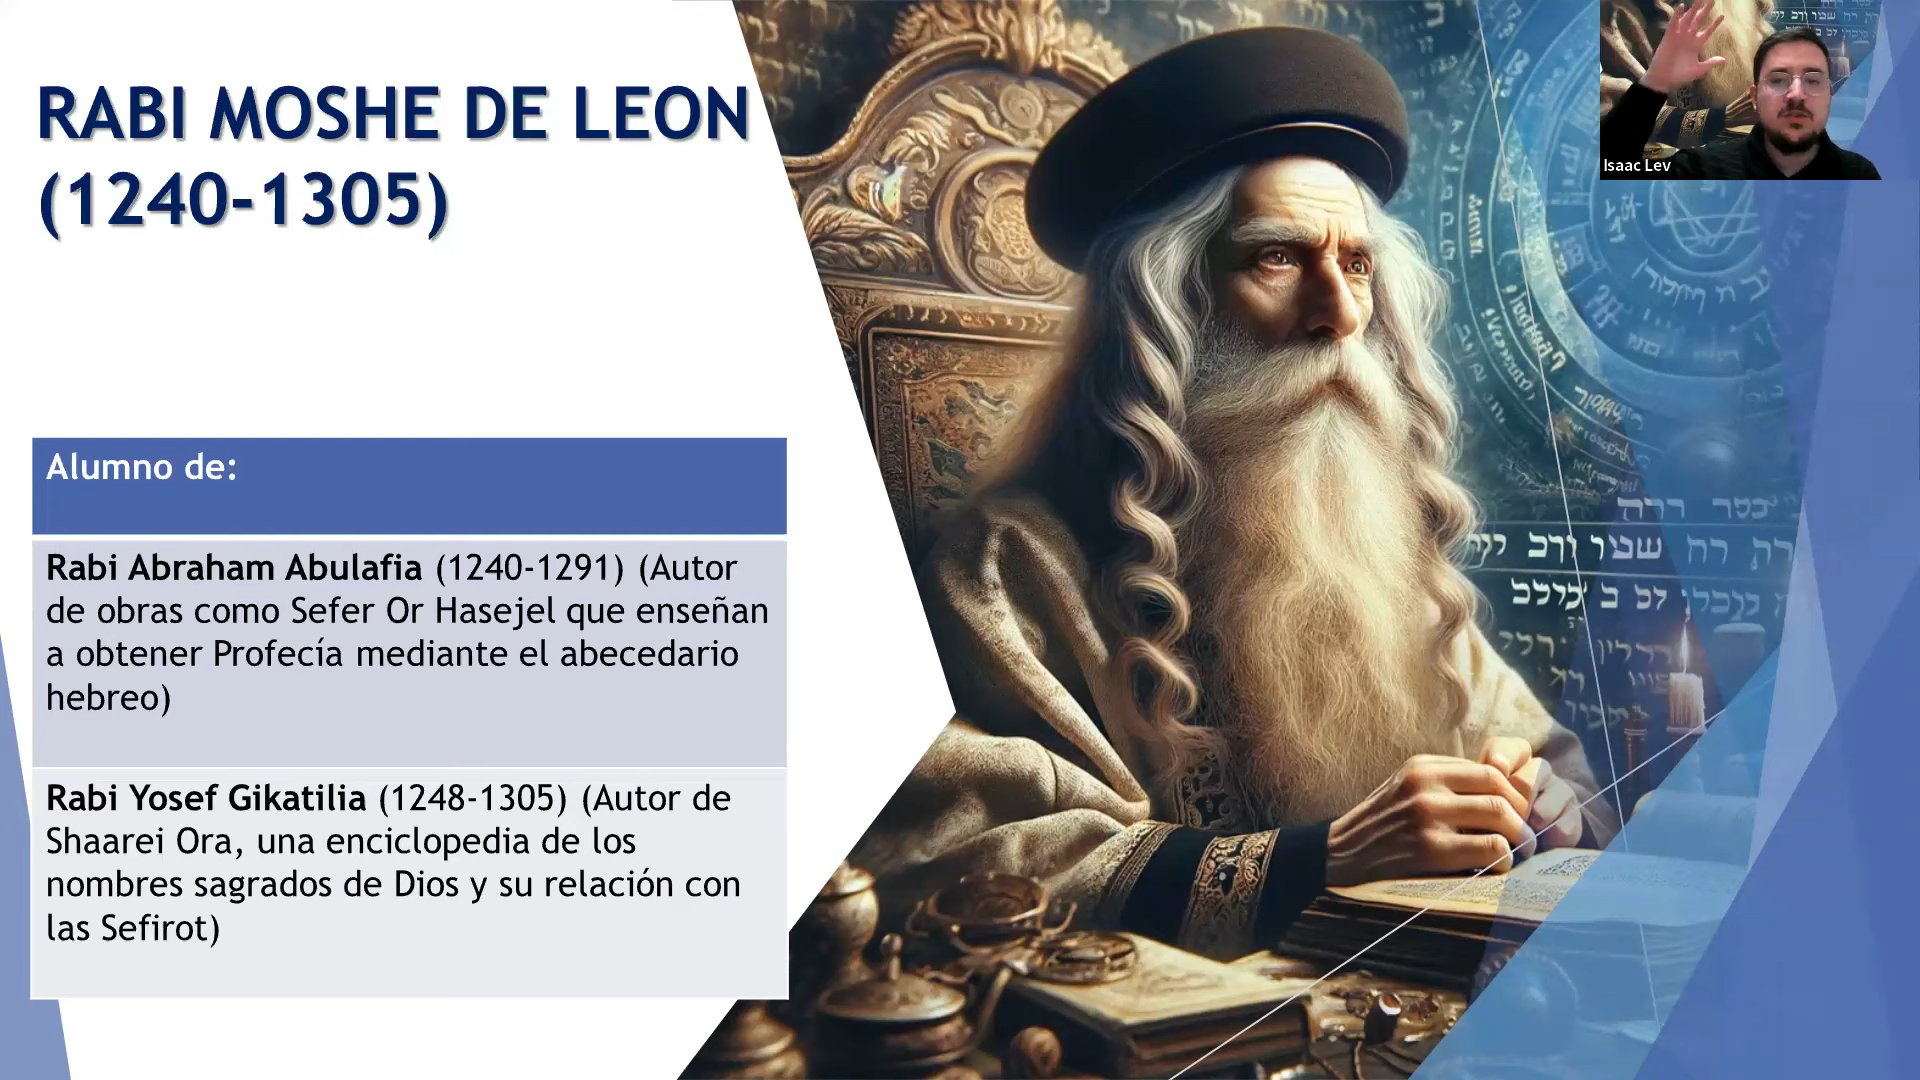 RABI MOSHE DE LEON
(1240-1305)
Isaac Lev
Alumno de:
Rabi Abraham Abulafia (1240-1291) (Autor
de obras como Sefer Or Hasejel que enseñan
a obtener Profecía mediante el abecedario
hebreo)
Rabi Yosef Gikatilia (1248-1305) (Autor de
Shaarei Ora, una enciclopedia de los
nombres sagrados de Dios y su relación con
las Sefirot)